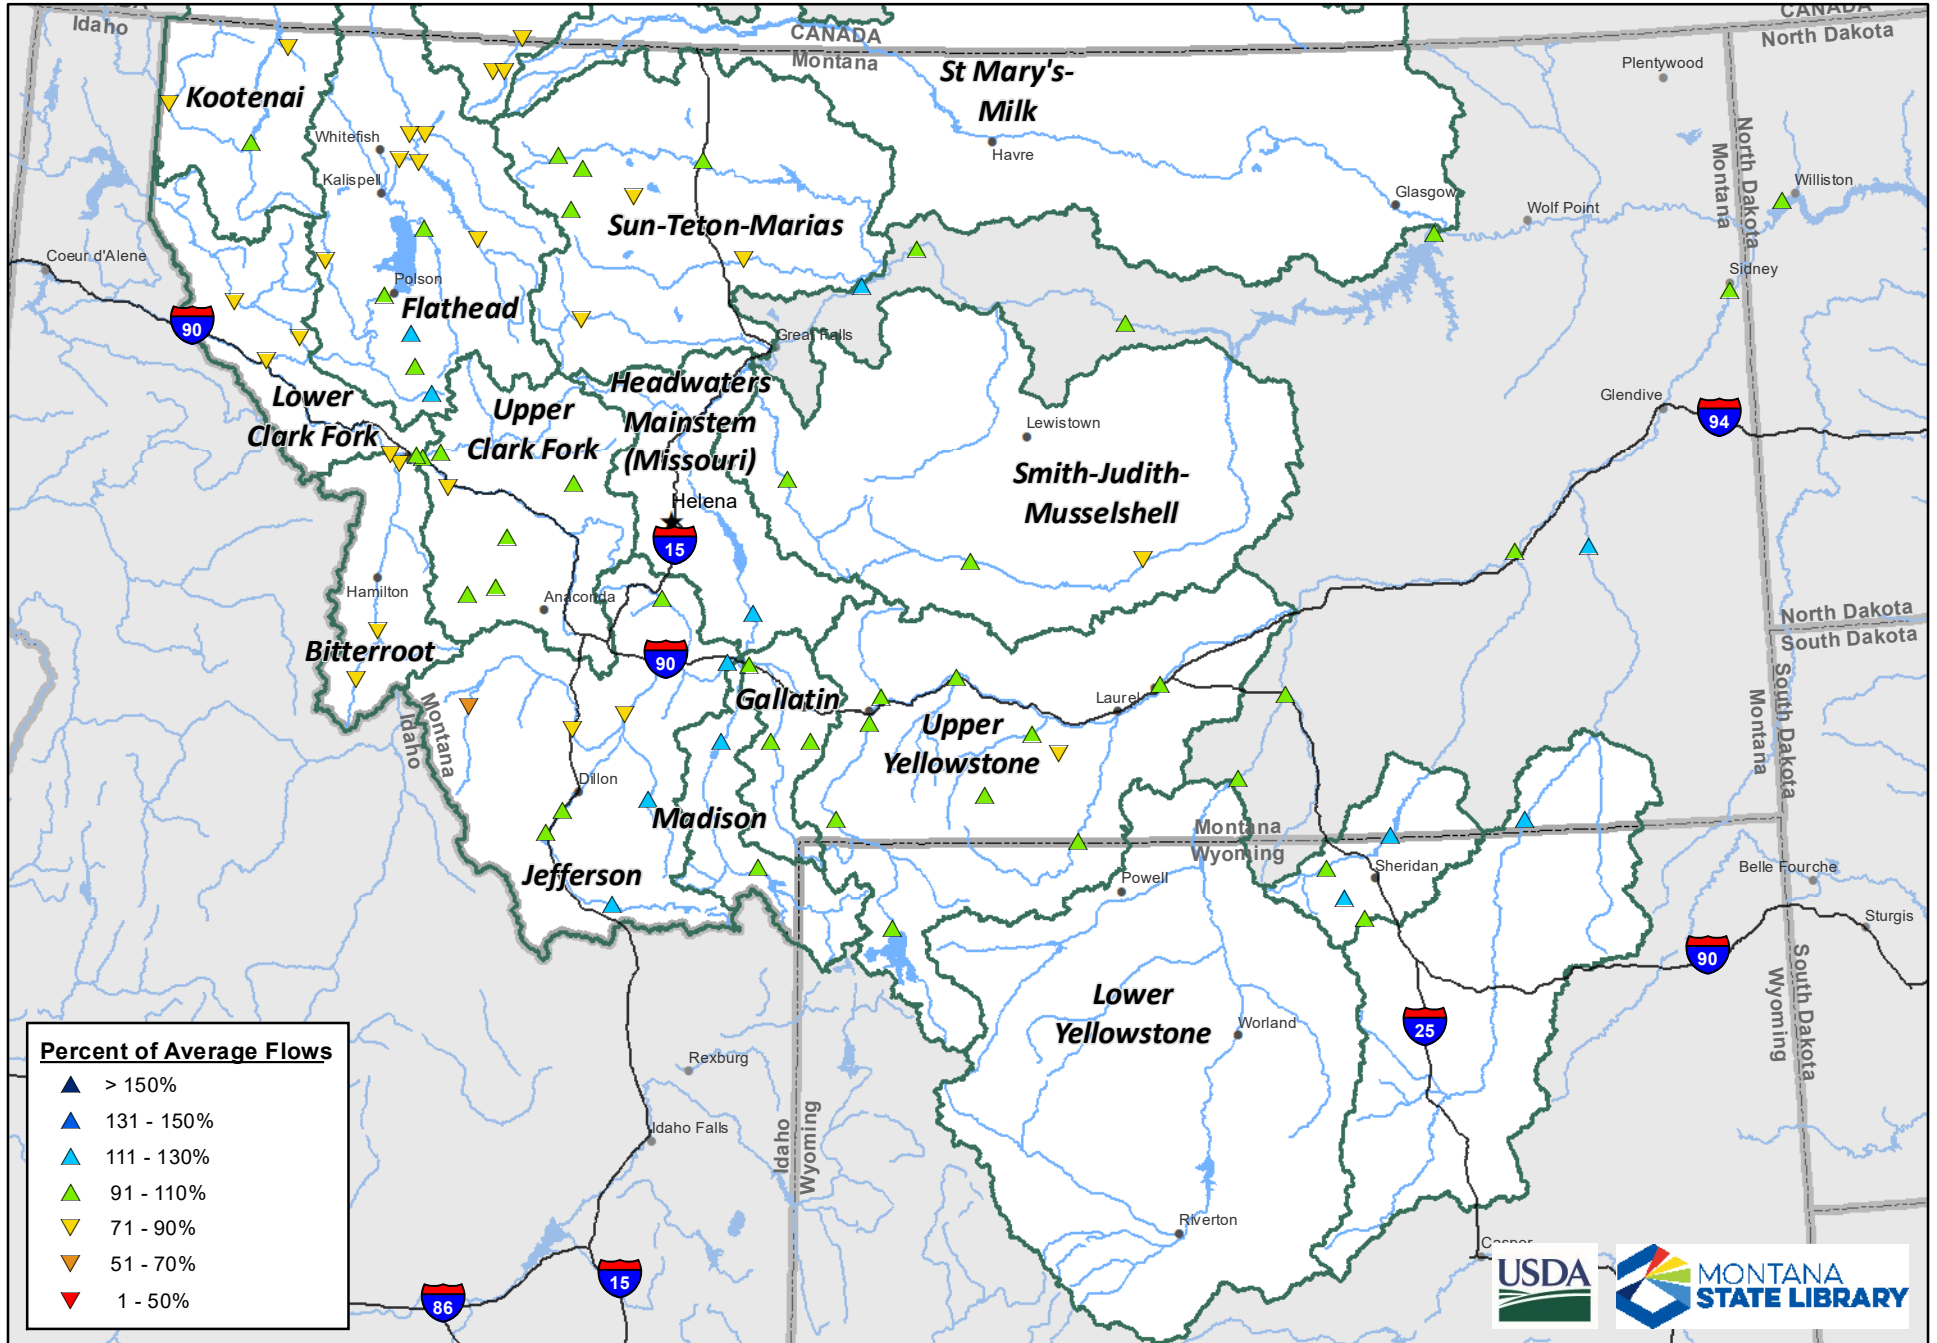 CANADA
Idaho
CANADA
Montana
CANADA
North Dakota
Plentywood
St Mary's-
Milk
Kootenai
Whitefish
Havre
Kalispell
Glasgow
Wolf Point
Williston
North Dakota
Montana
Sun-Teton-Marias
Coeur d'Alene
Polson
Flathead
Sidney
90
Great Falls
Headwaters
Mainstem
(Missouri)
Lower
Clark Fork
Upper
Clark Fork
Lewistown
Glendive
94
Smith-Judith-
Musselshell
Helena
15
Hamilton
Anaconda
North Dakota
South Dakota
Bitterroot
90
Gallatin
Montana
Idaho
Laurel
Upper
Yellowstone
South Dakota
Montana
Dillon
Madison
Montana
Wyoming
Jefferson
Powell
Sheridan
Belle Fourche
Sturgis
90
Lower
Yellowstone
Worland
25
South Dakota
Wyoming
Percent of Average Flows
> 150%
131 - 150%
111 - 130%
91 - 110%
71 - 90%
51 - 70%
1 - 50%
Rexburg
Idaho Falls
Idaho
Wyoming
Riverton
Casper
86
15
USDA
MONTANA
STATE LIBRARY